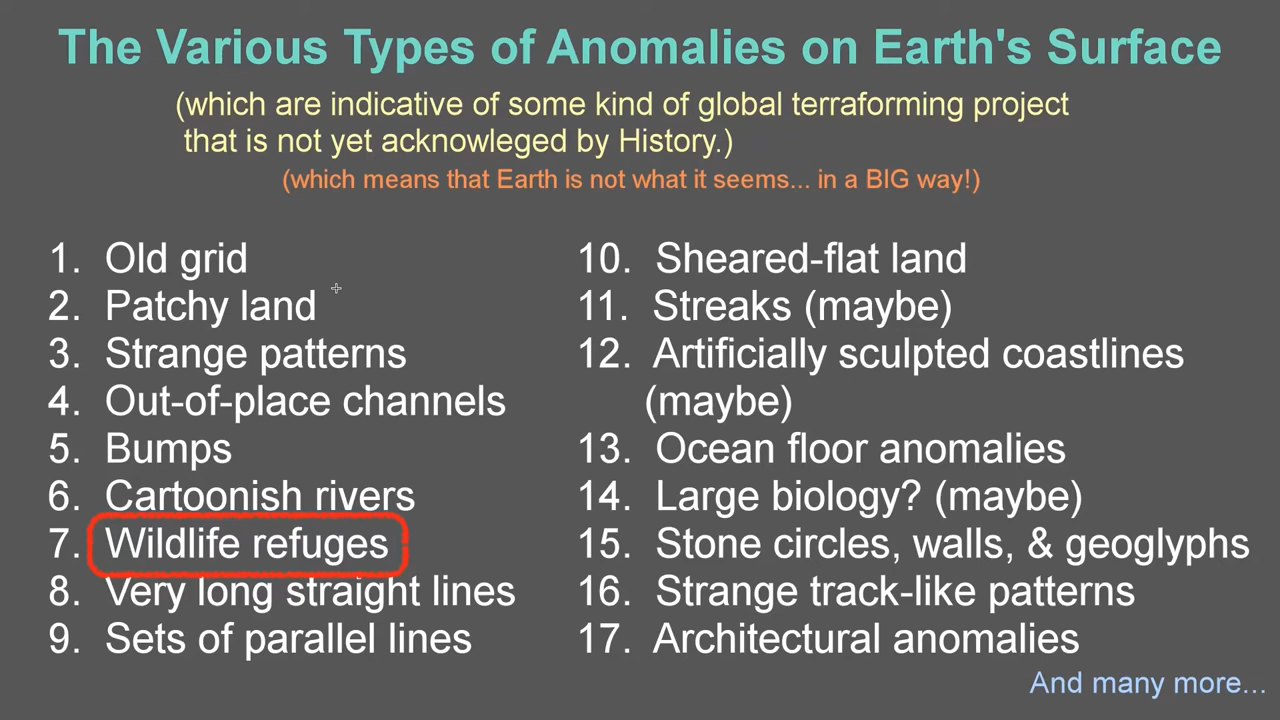 The Various Types of Anomalies on Earth's Surface
(which are indicative of some kind of global terraforming project
that is not yet acknowleged by History.)
(which means that Earth is not what it seems... in a BIG way!)
1. Old grid
2. Patchy land
3. Strange patterns
4. Out-of-place channels
5. Bumps
6. Cartoonish rivers
7. Wildlife refuges
8. Very long straight lines
9. Sets of parallel lines
10. Sheared-flat land
11. Streaks (maybe)
12. Artificially sculpted coastlines
(maybe)
13. Ocean floor anomalies
14. Large biology? (maybe)
15. Stone circles, walls, & geoglyphs
16. Strange track-like patterns
17. Architectural anomalies
And many more...